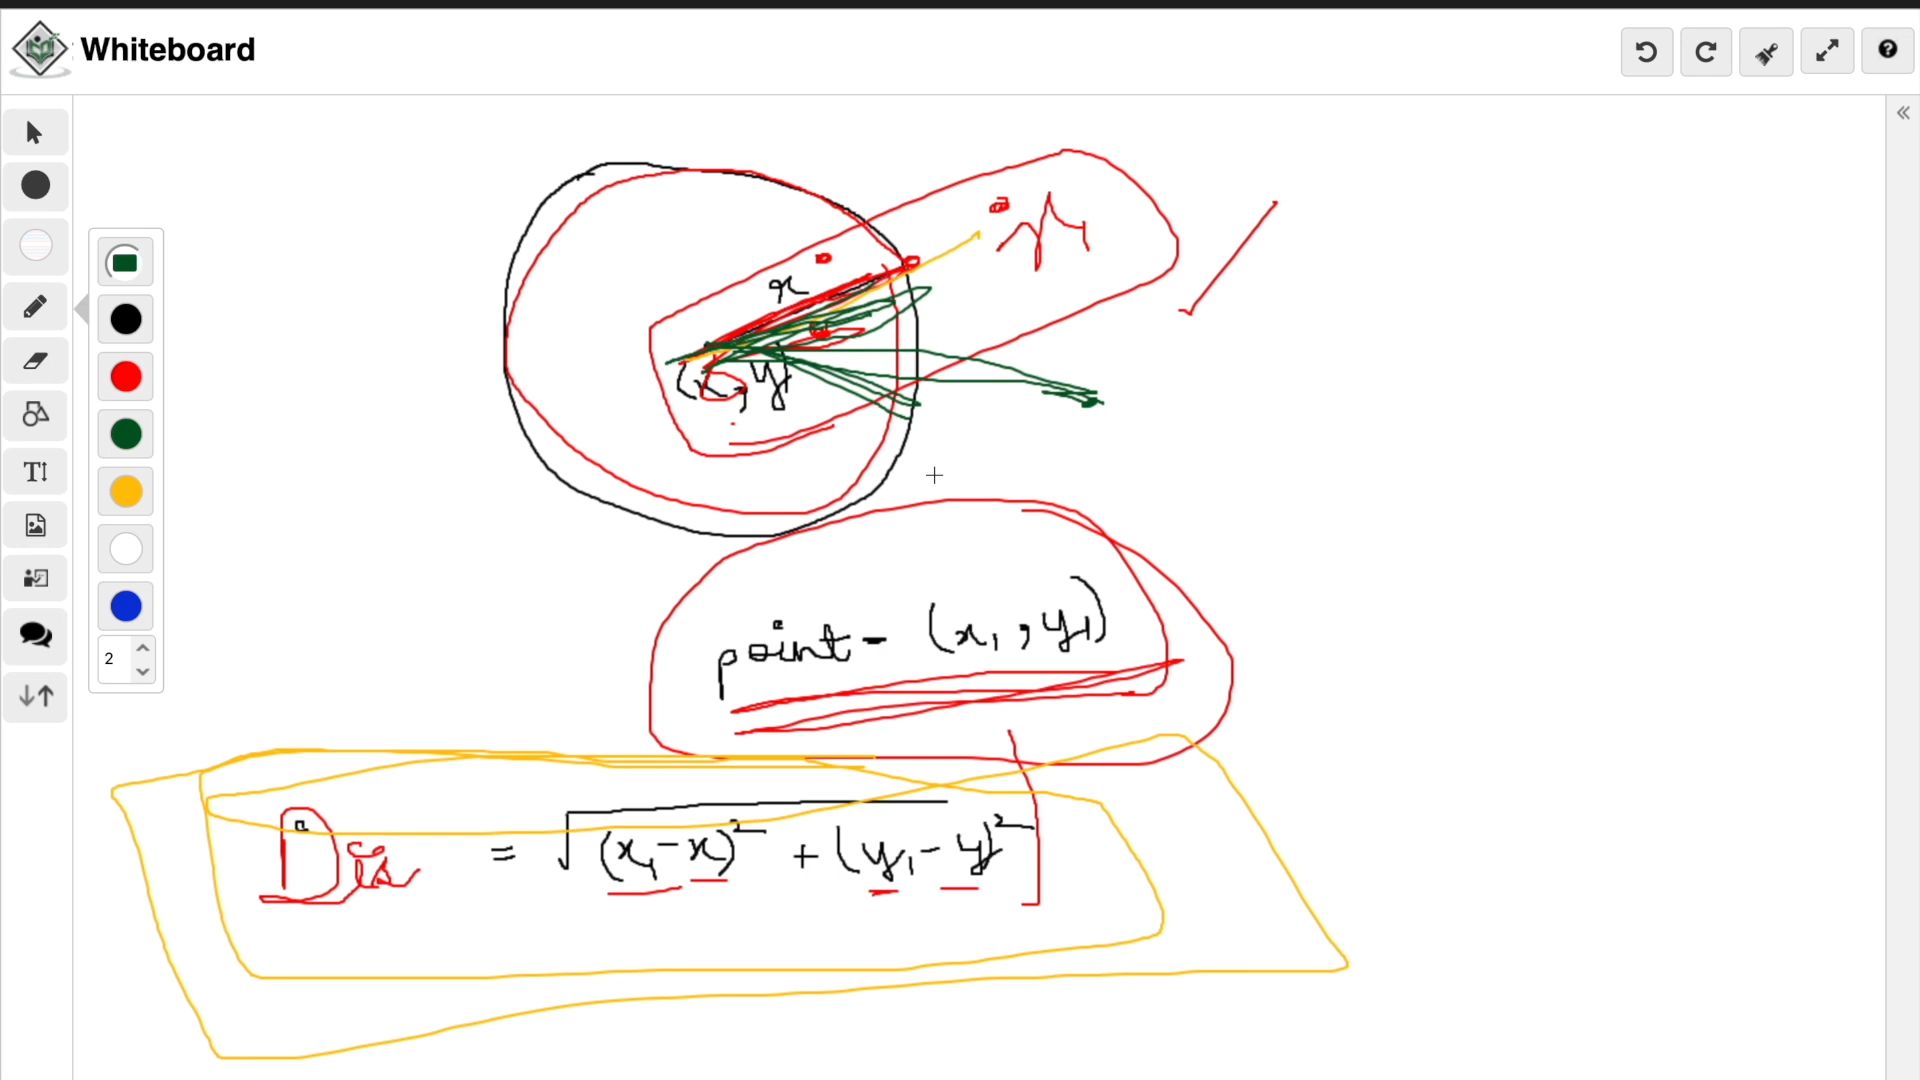 Whiteboard
r
(x, y)
point - (x₁, y₁)
Dis = √(x₁-x)² + (y₁-y)²
2